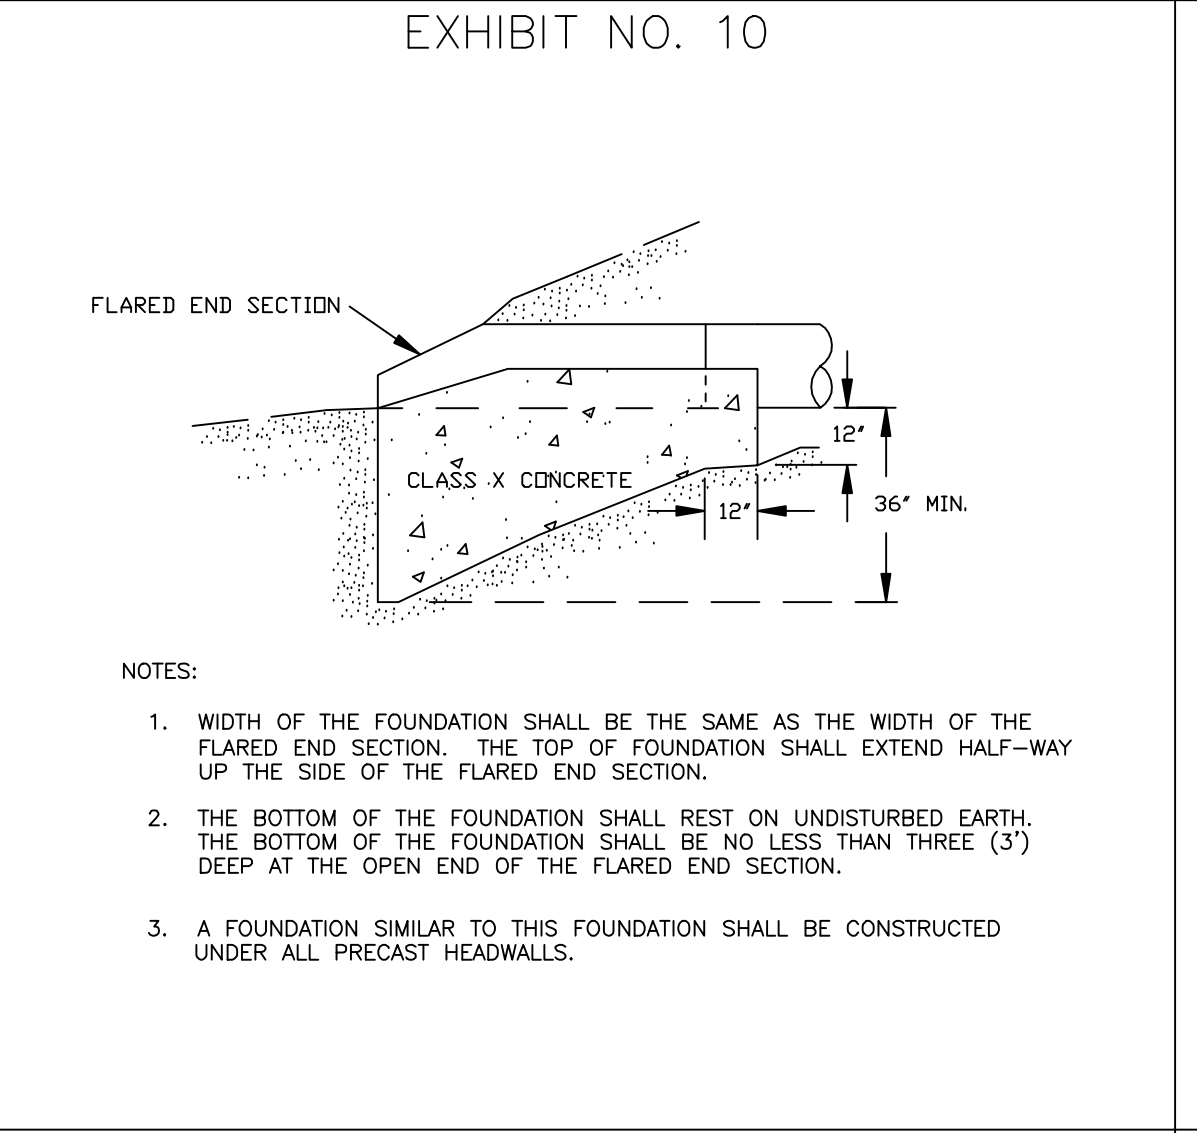 EXHIBIT NO. 10
FLARED END SECTION
12"
CLASS X CONCRETE
36" MIN.
12"
NOTES:
1. WIDTH OF THE FOUNDATION SHALL BE THE SAME AS THE WIDTH OF THE
FLARED END SECTION. THE TOP OF FOUNDATION SHALL EXTEND HALF-WAY
UP THE SIDE OF THE FLARED END SECTION.
2. THE BOTTOM OF THE FOUNDATION SHALL REST ON UNDISTURBED EARTH.
THE BOTTOM OF THE FOUNDATION SHALL BE NO LESS THAN THREE (3')
DEEP AT THE OPEN END OF THE FLARED END SECTION.
3. A FOUNDATION SIMILAR TO THIS FOUNDATION SHALL BE CONSTRUCTED
UNDER ALL PRECAST HEADWALLS.